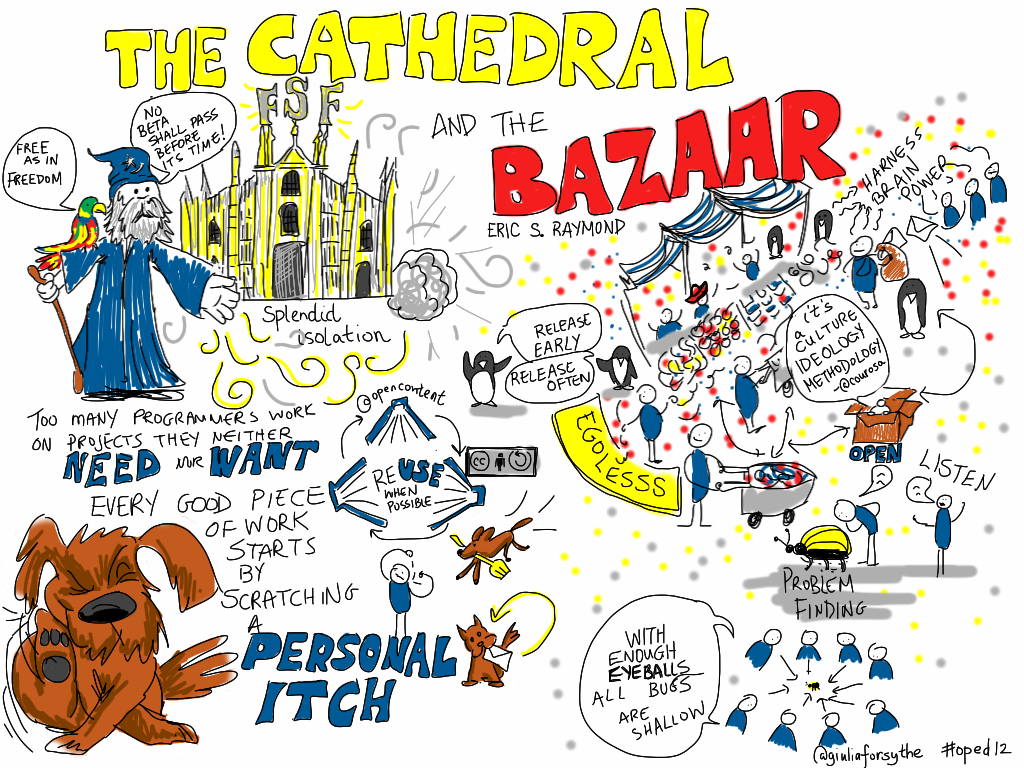 THE CATHEDRAL
FSF
AND THE
BAZAAR
ERIC S. RAYMOND
NO
BETA
SHALL PASS
BEFORE
ITS TIME!
FREE
AS IN
FREEDOM
Splendid
isolation
HARNESS
BRAIN
POWER
RELEASE
EARLY
RELEASE
OFTEN
it's
a
CULTURE
IDEOLOGY
METHODOLOGY
~@courosa
EGOLESSS
OPEN
LISTEN
TOO MANY PROGRAMMERS WORK
ON PROJECTS THEY NEITHER
NEED nor WANT
@opencontent
REUSE
WHEN
POSSIBLE
cc
EVERY GOOD PIECE
OF WORK
STARTS
BY
SCRATCHING
A
PERSONAL
ITCH
PROBLEM
FINDING
WITH
ENOUGH
EYEBALLS
ALL BUGS
ARE
SHALLOW
@giuliaforsythe #oped12